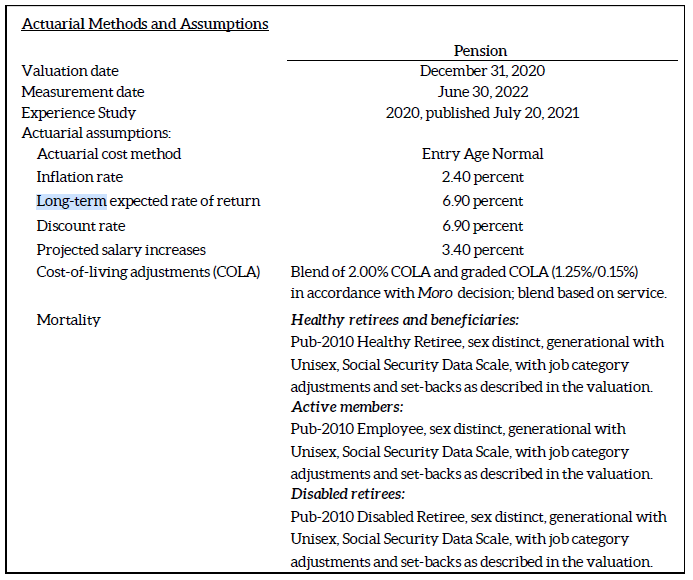 Actuarial Methods and Assumptions
Pension
Valuation date December 31, 2020
Measurement date June 30, 2022
Experience Study 2020, published July 20, 2021
Actuarial assumptions:
Actuarial cost method Entry Age Normal
Inflation rate 2.40 percent
Long-term expected rate of return 6.90 percent
Discount rate 6.90 percent
Projected salary increases 3.40 percent
Cost-of-living adjustments (COLA) Blend of 2.00% COLA and graded COLA (1.25%/0.15%)
in accordance with Moro decision; blend based on service.
Mortality Healthy retirees and beneficiaries:
Pub-2010 Healthy Retiree, sex distinct, generational with
Unisex, Social Security Data Scale, with job category
adjustments and set-backs as described in the valuation.
Active members:
Pub-2010 Employee, sex distinct, generational with
Unisex, Social Security Data Scale, with job category
adjustments and set-backs as described in the valuation.
Disabled retirees:
Pub-2010 Disabled Retiree, sex distinct, generational with
Unisex, Social Security Data Scale, with job category
adjustments and set-backs as described in the valuation.